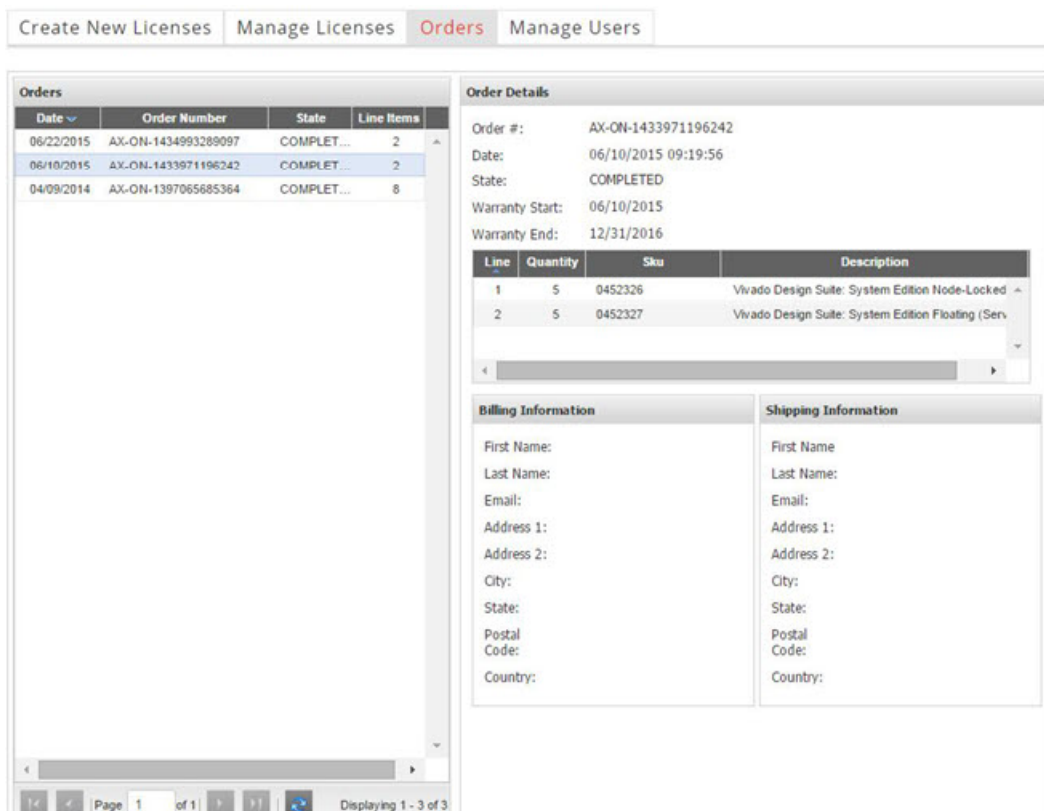 Create New Licenses Manage Licenses Orders Manage Users
Orders
Date Order Number State Line Items
06/22/2015 AX-ON-1434993289097 COMPLET... 2
06/10/2015 AX-ON-1433971196242 COMPLET... 2
04/09/2014 AX-ON-1397065685364 COMPLET... 8
Page 1 of 1 Displaying 1 - 3 of 3
Order Details
Order #: AX-ON-1433971196242
Date: 06/10/2015 09:19:56
State: COMPLETED
Warranty Start: 06/10/2015
Warranty End: 12/31/2016
Line Quantity Sku Description
1 5 0452326 Vivado Design Suite: System Edition Node-Locked
2 5 0452327 Vivado Design Suite: System Edition Floating (Serv
Billing Information
First Name:
Last Name:
Email:
Address 1:
Address 2:
City:
State:
Postal
Code:
Country:
Shipping Information
First Name
Last Name:
Email:
Address 1:
Address 2:
City:
State:
Postal
Code:
Country: